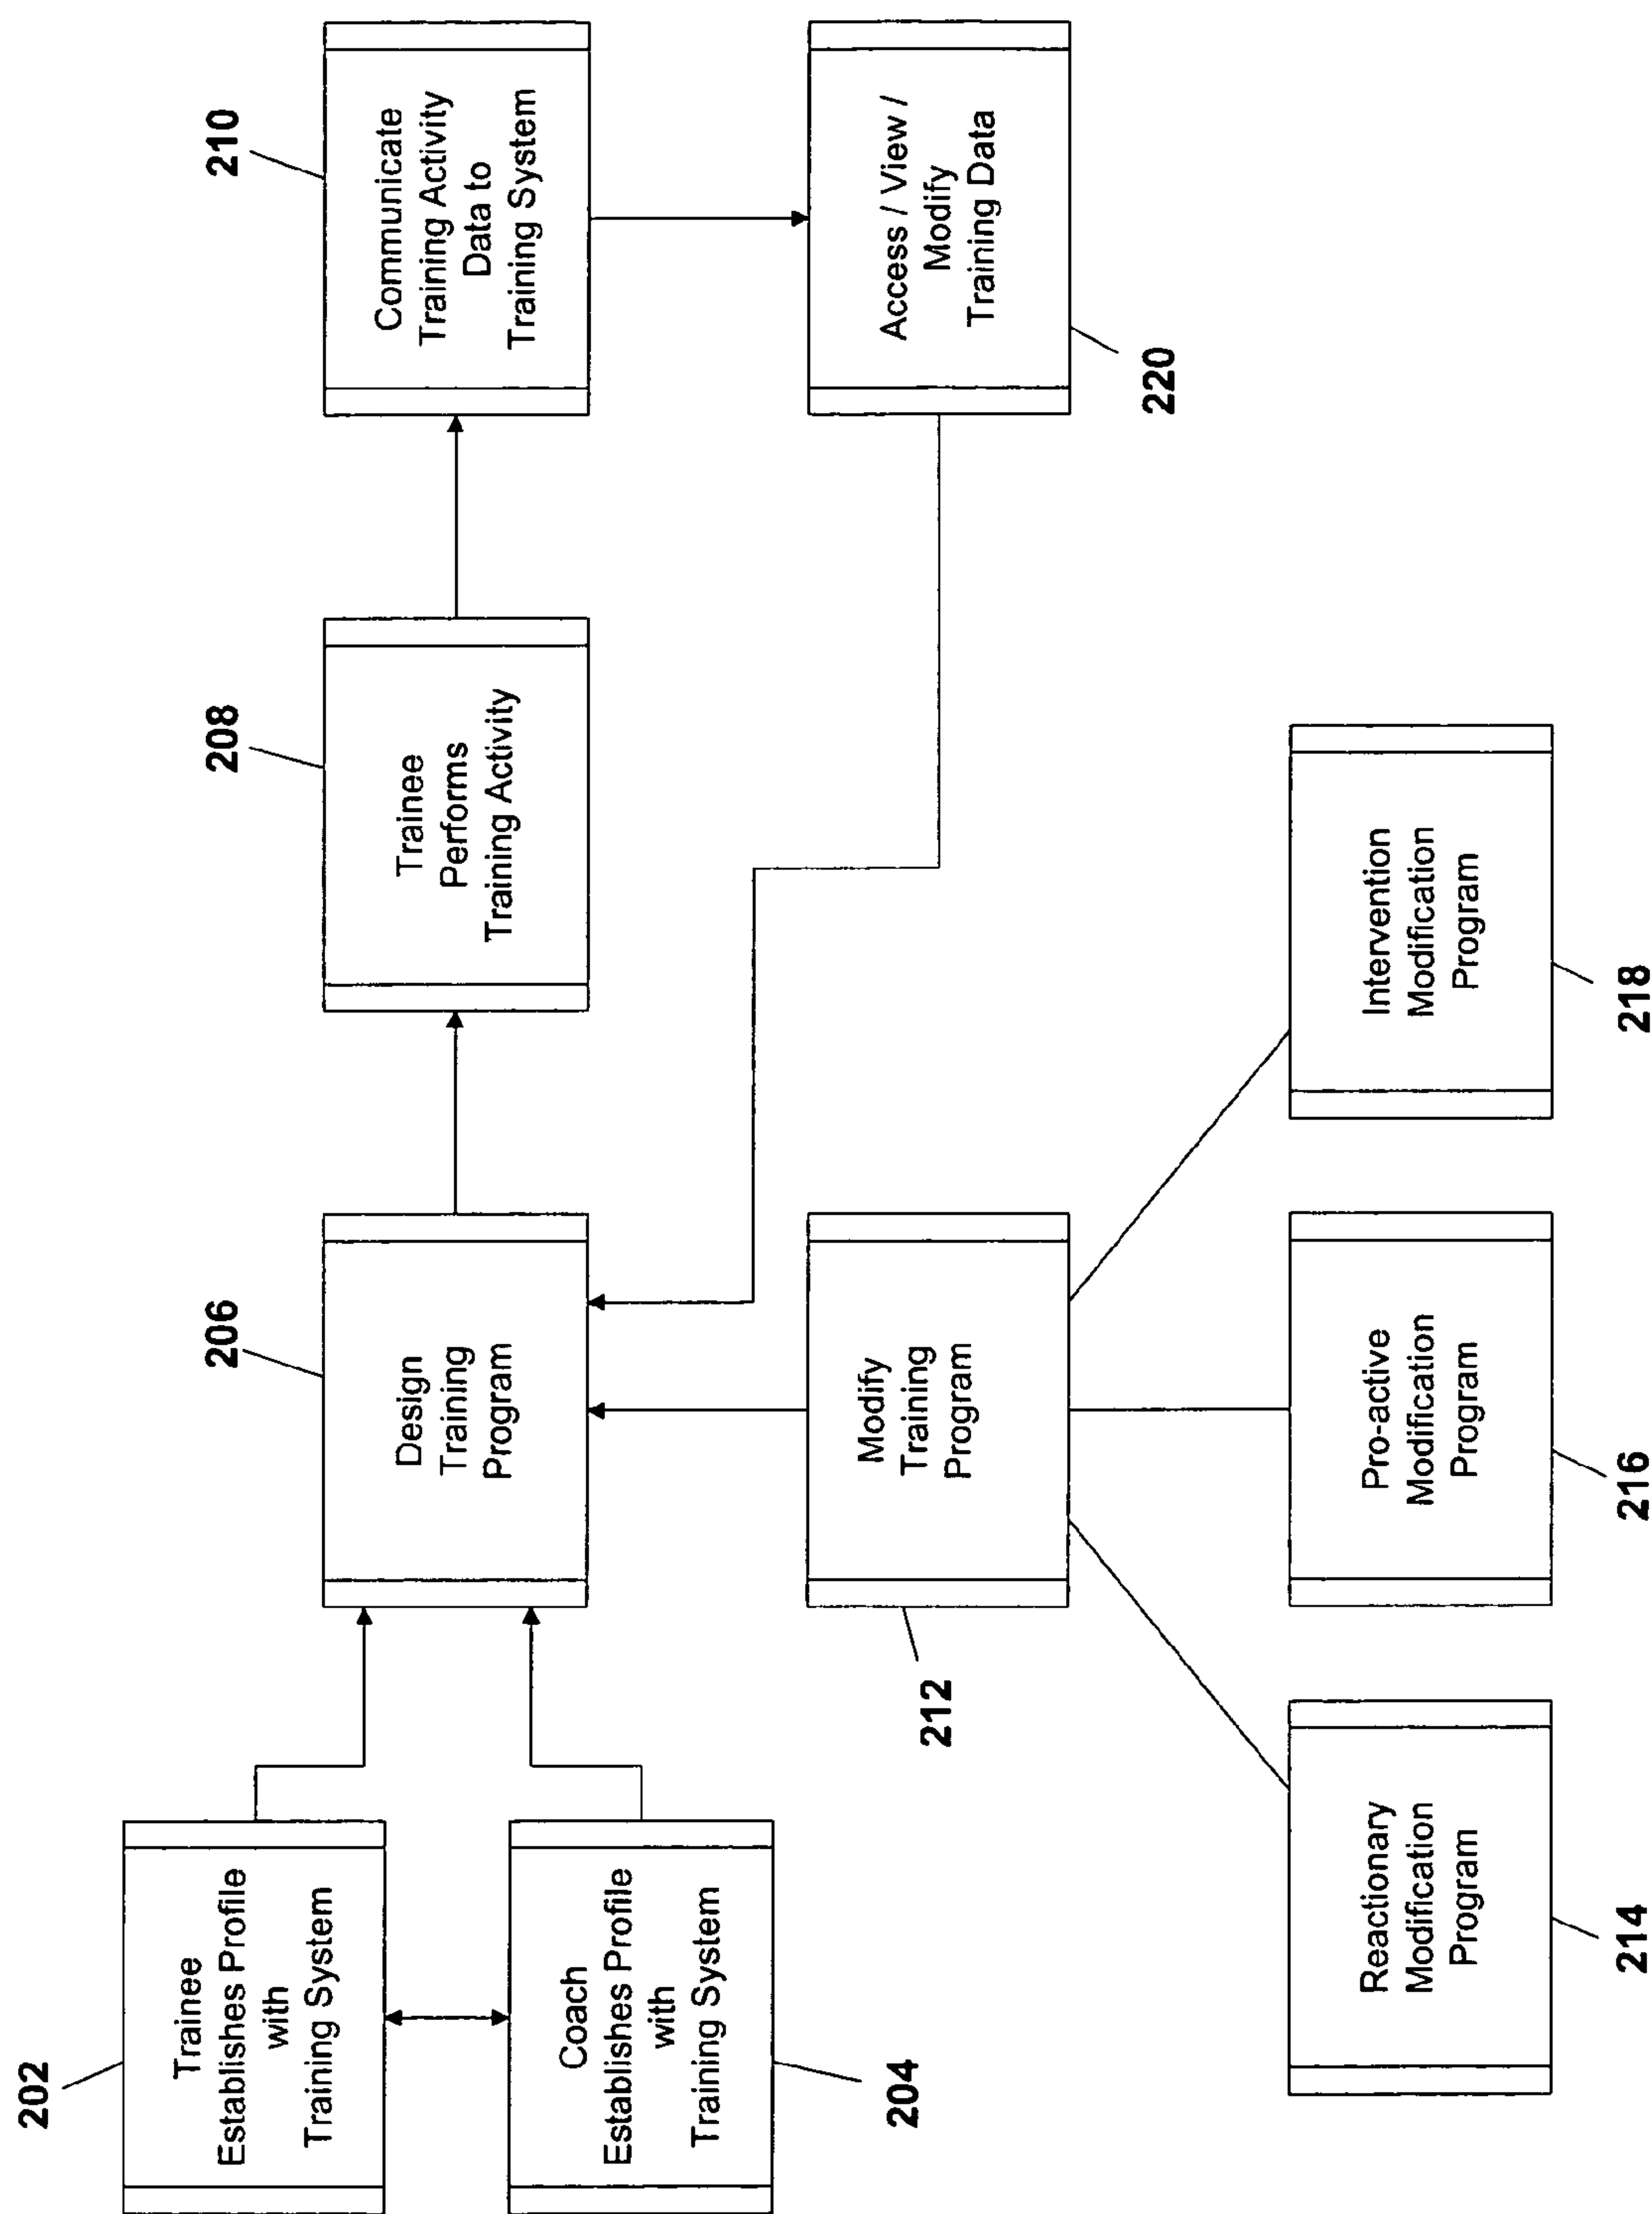 202
Trainee
Establishes Profile
with
Training System
204
Coach
Establishes Profile
with
Training System
206
Design
Training
Program
208
Trainee
Performs
Training Activity
210
Communicate
Training Activity
Data to
Training System
212
Modify
Training
Program
220
Access / View /
Modify
Training Data
214
Reactionary
Modification
Program
216
Pro-active
Modification
Program
218
Intervention
Modification
Program